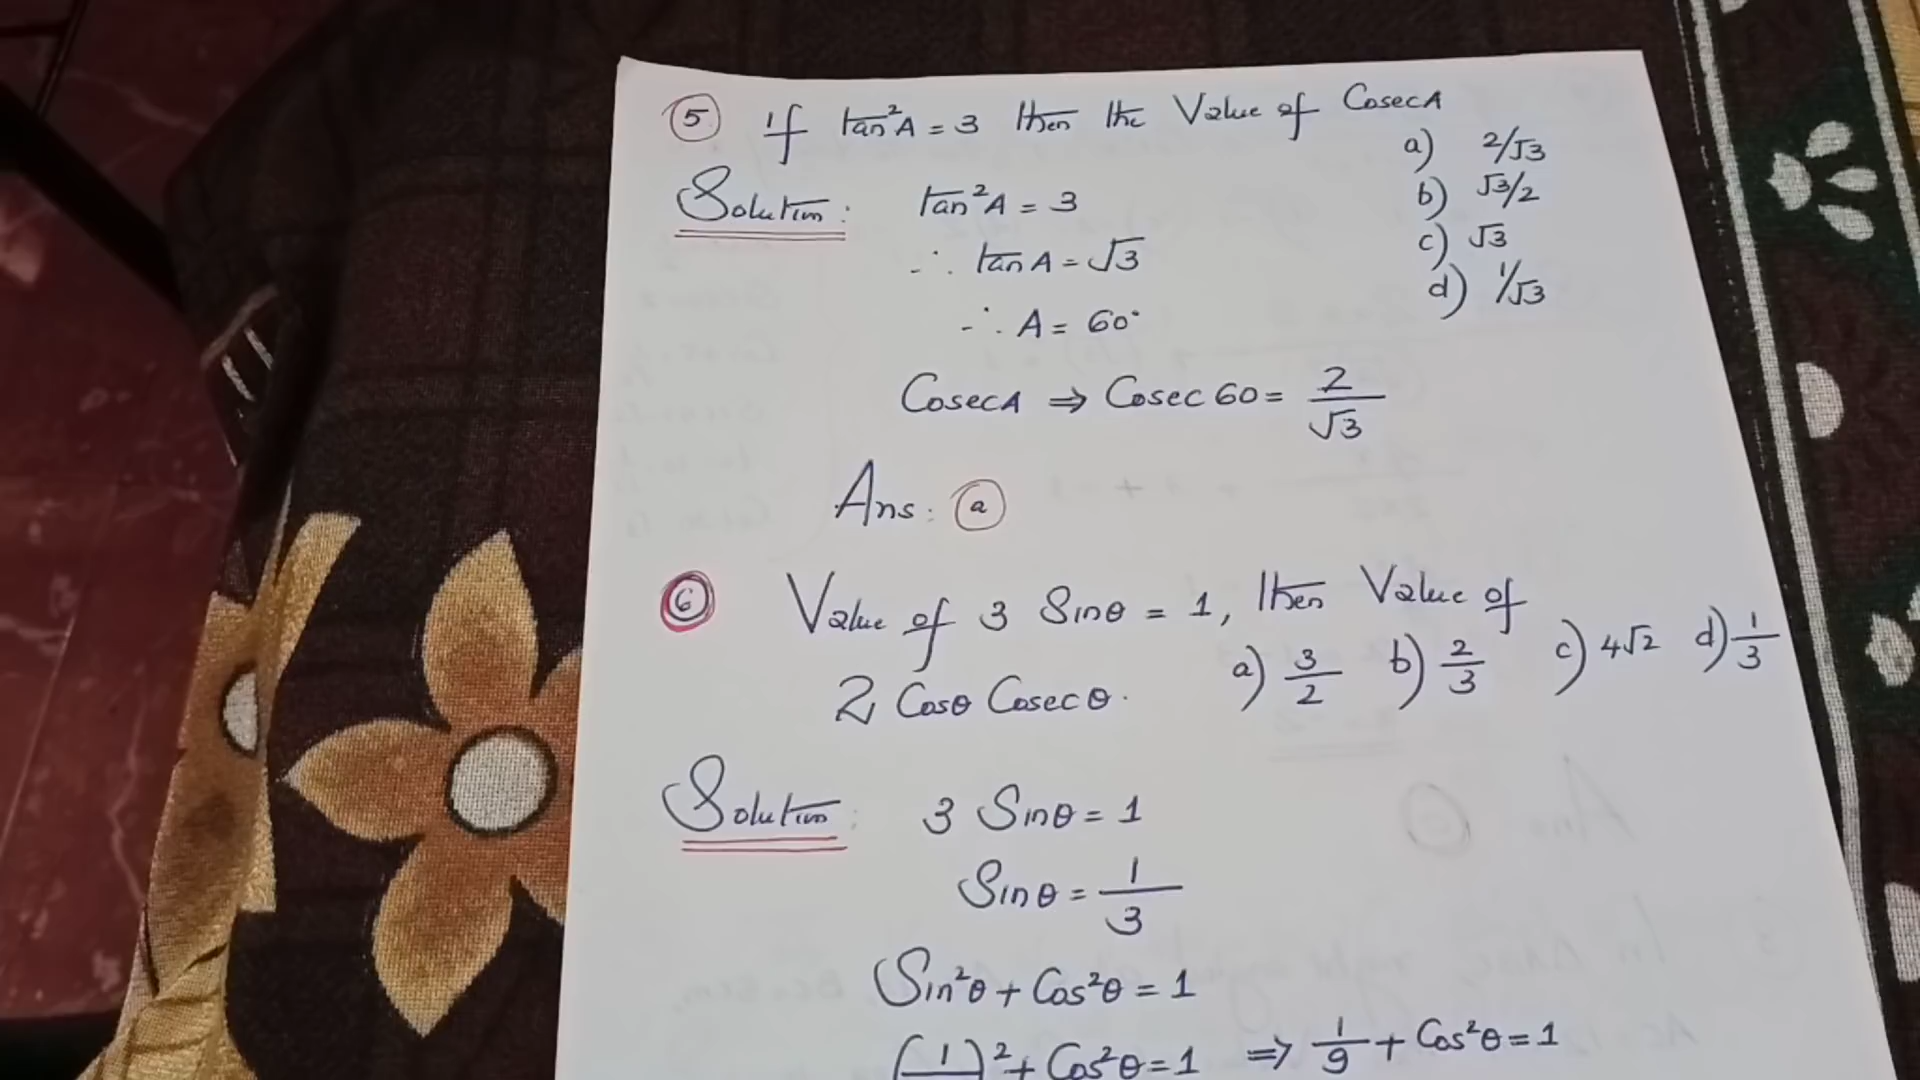 5 If tan²A = 3 then the Value of CosecA
a) 2/√3
b) √3/2
c) √3
d) 1/√3
Solution: tan²A = 3
∴ tan A = √3
∴ A = 60°
CosecA ⇒ Cosec 60 = 2/√3
Ans: a
6 Value of 3 Sinθ = 1, then Value of
2 Cosθ Cosecθ. a) 3/2 b) 2/3 c) 4√2 d) 1/3
Solution: 3 Sinθ = 1
Sinθ = 1/3
Sin²θ + Cos²θ = 1
(1 )² + Cos²θ = 1 ⇒ 1/9 + Cos²θ = 1